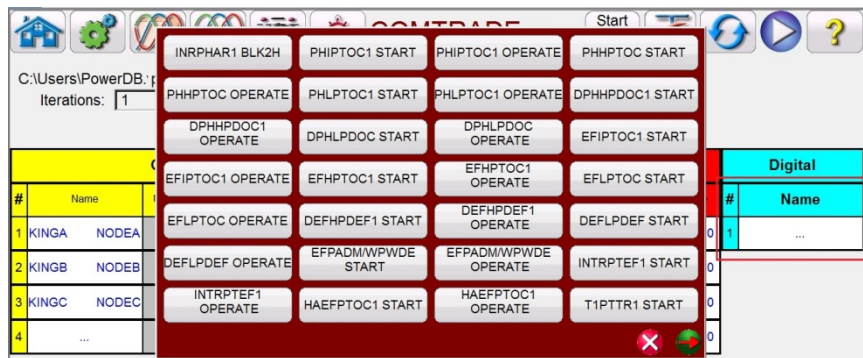 COMTRADE
Start
C:\Users\PowerDB.
Iterations: 1
INRPHAR1 BLK2H PHIPTOC1 START PHIPTOC1 OPERATE PHHPTOC START
PHHPTOC OPERATE PHLPTOC1 START PHLPTOC1 OPERATE DPHHPDOC1 START
DPHHPDOC1 OPERATE DPHLPDOC START DPHLPDOC OPERATE EFIPTOC1 START
EFIPTOC1 OPERATE EFHPTOC1 START EFHPTOC1 OPERATE EFLPTOC START
EFLPTOC OPERATE DEFHPDEF1 START DEFHPDEF1 OPERATE DEFLPDEF START
DEFLPDEF OPERATE EFPADM/WPWDE START EFPADM/WPWDE OPERATE INTRPTEF1 START
INTRPTEF1 OPERATE HAEFPTOC1 START HAEFPTOC1 OPERATE T1PTTR1 START
# Name
1 KINGA NODEA
2 KINGB NODEB
3 KINGC NODEC
4 ...
0
0
0
0
Digital
# Name
1 ...
?